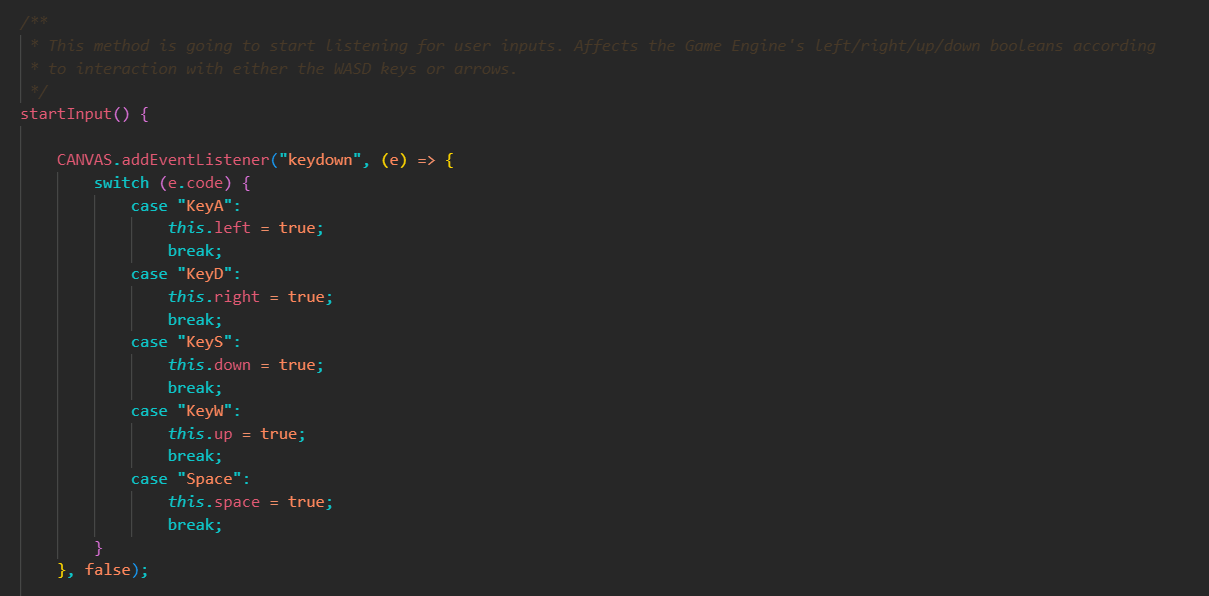 /**
* This method is going to start listening for user inputs. Affects the Game Engine's left/right/up/down booleans according
* to interaction with either the WASD keys or arrows.
*/
startInput() {
CANVAS.addEventListener("keydown", (e) => {
switch (e.code) {
case "KeyA":
this.left = true;
break;
case "KeyD":
this.right = true;
break;
case "KeyS":
this.down = true;
break;
case "KeyW":
this.up = true;
break;
case "Space":
this.space = true;
break;
}
}, false);